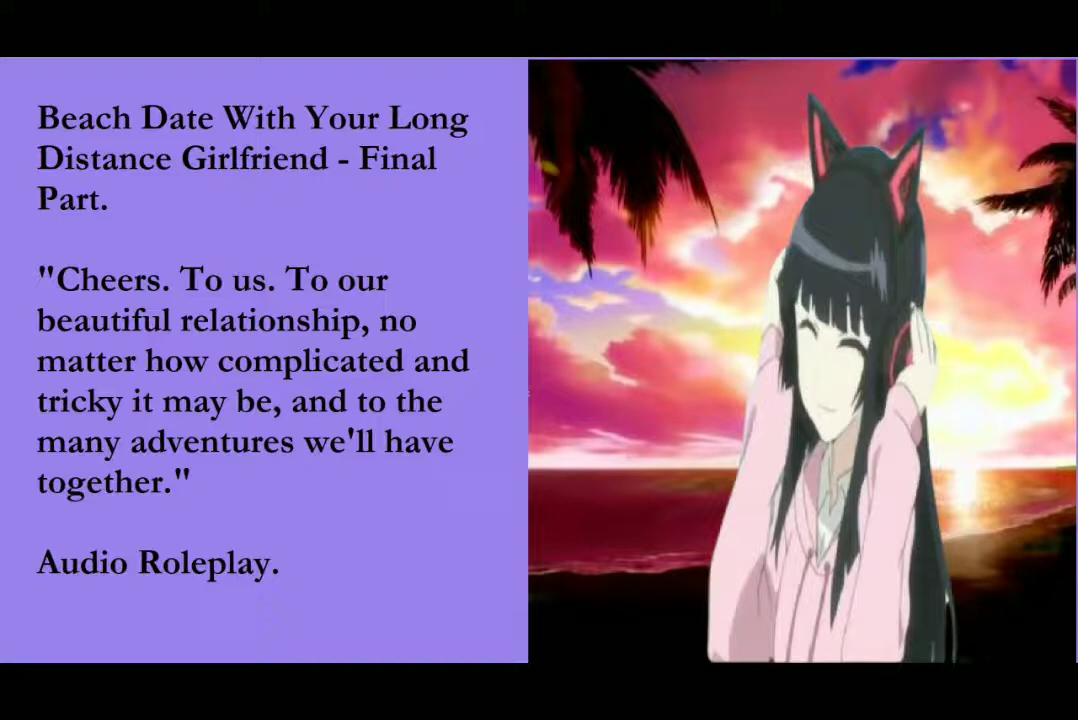 Beach Date With Your Long
Distance Girlfriend - Final
Part.
"Cheers. To us. To our
beautiful relationship, no
matter how complicated and
tricky it may be, and to the
many adventures we'll have
together."
Audio Roleplay.